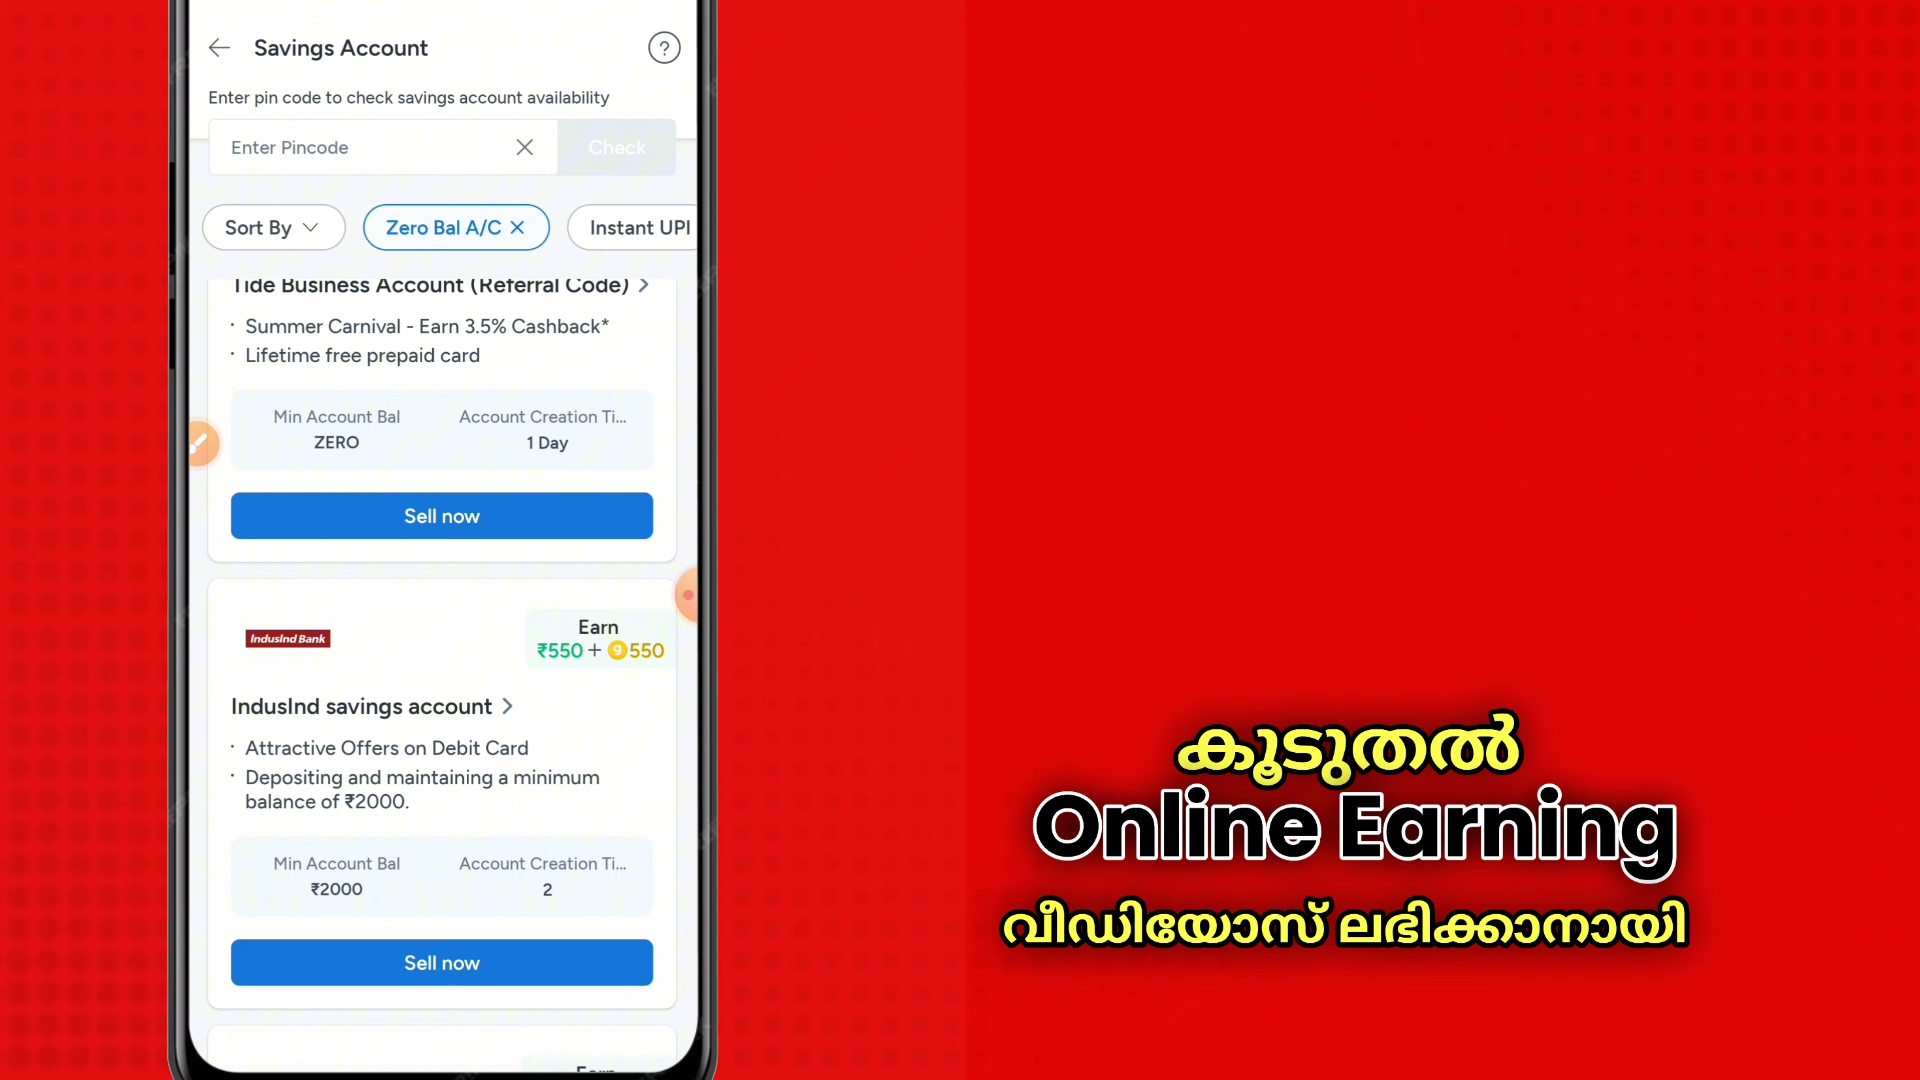 Savings Account
?
Enter pin code to check savings account availability
Enter Pincode
Check
Sort By
Zero Bal A/C
Instant UPI
Tide Business Account (Referral Code)
· Summer Carnival - Earn 3.5% Cashback*
· Lifetime free prepaid card
Min Account Bal Account Creation Ti...
ZERO 1 Day
Sell now
IndusInd Bank
Earn
₹550 + g 550
IndusInd savings account
· Attractive Offers on Debit Card
· Depositing and maintaining a minimum
balance of ₹2000.
Min Account Bal Account Creation Ti...
₹2000 2
Sell now
Earn
കൂടുതൽ
Online Earning
വീഡിയോസ് ലഭിക്കാനായി